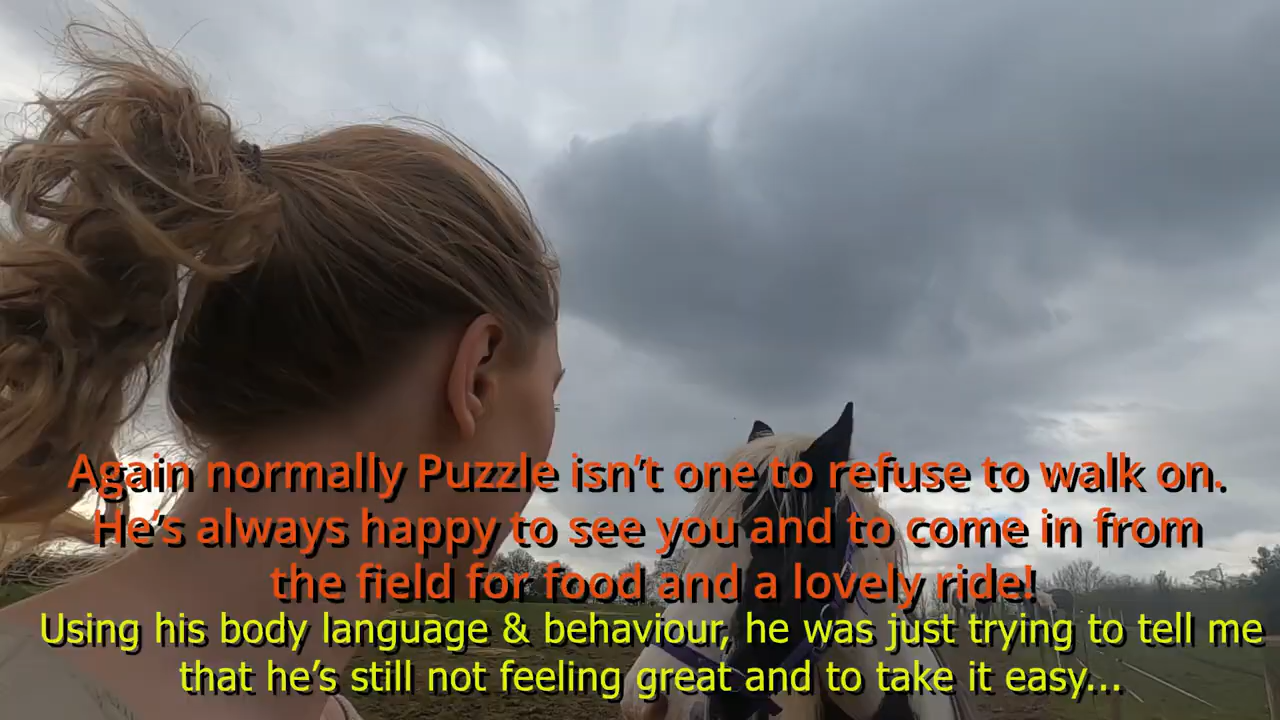 Again normally Puzzle isn’t one to refuse to walk on.
He’s always happy to see you and to come in from
the field for food and a lovely ride!
Using his body language & behaviour, he was just trying to tell me
that he’s still not feeling great and to take it easy...